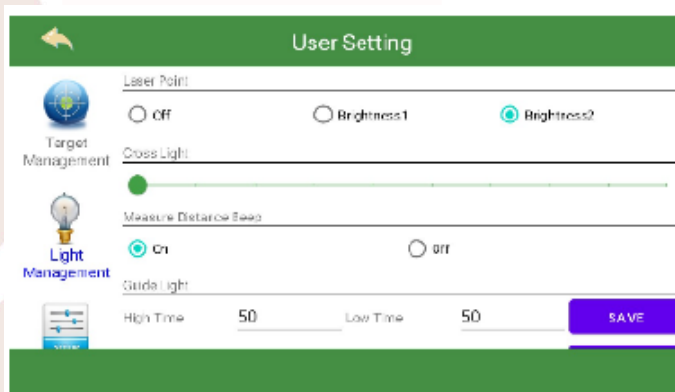 User Setting
Laser Point
Off Brightness1 Brightness2
Target
Management
Cross Light
Measure Distance Beep
On Off
Light
Management
Guide Light
High Time 50 Low Time 50 SAVE